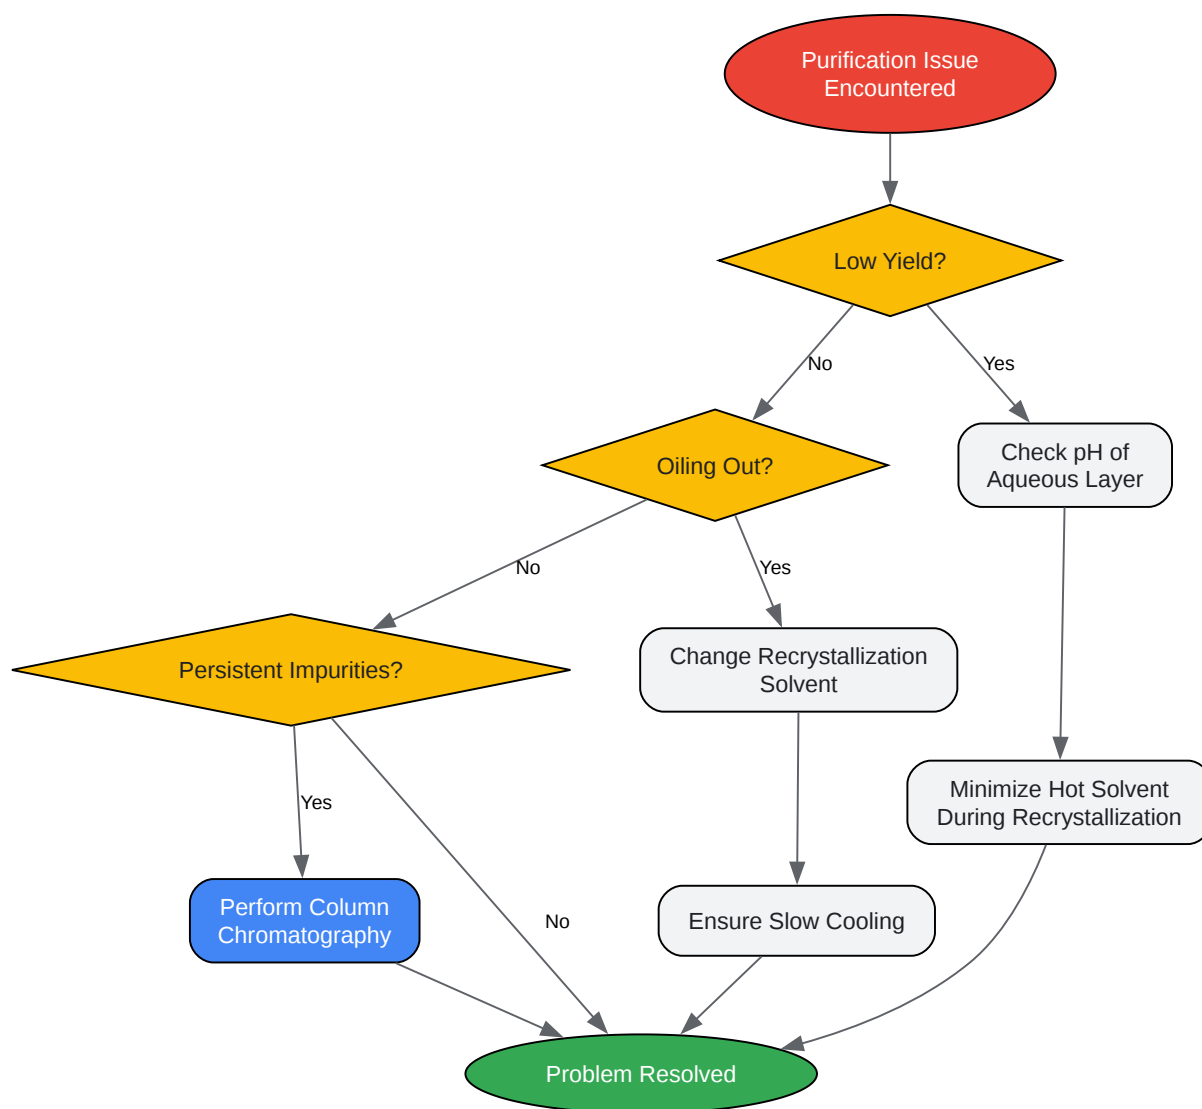 Purification Issue
Encountered
Low Yield?
No
Yes
Oiling Out?
Check pH of
Aqueous Layer
No
Yes
Persistent Impurities?
Change Recrystallization
Solvent
Yes
Minimize Hot Solvent
During Recrystallization
Perform Column
Chromatography
No
Ensure Slow Cooling
Problem Resolved